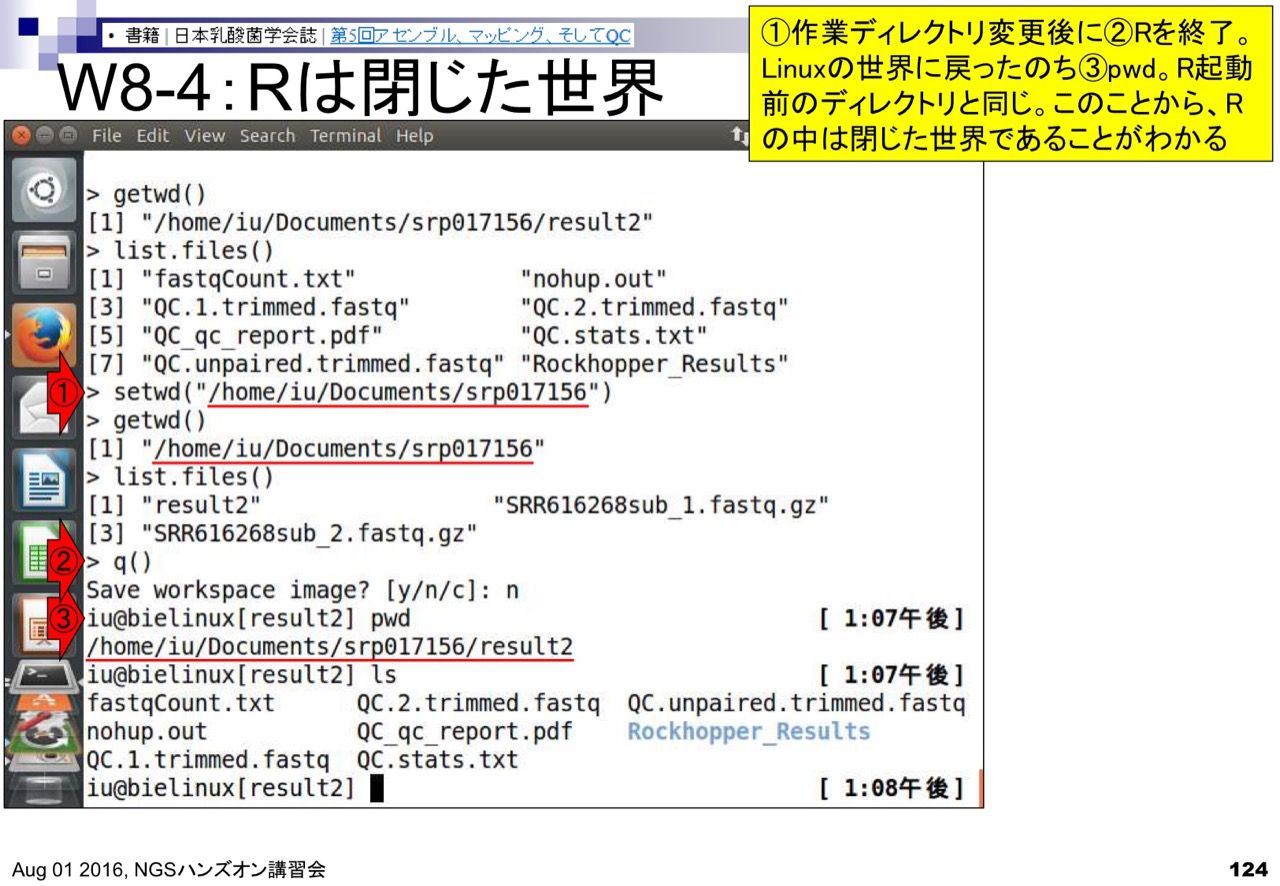 ・ 書籍 | 日本乳酸菌学会誌 | 第5回アセンブル、マッピング、そしてQC
①作業ディレクトリ変更後に②Rを終了。
Linuxの世界に戻ったのち③pwd。R起動
前のディレクトリと同じ。このことから、R
の中は閉じた世界であることがわかる
W8-4：Rは閉じた世界
File Edit View Search Terminal Help
> getwd()
[1] "/home/iu/Documents/srp017156/result2"
> list.files()
[1] "fastqCount.txt" "nohup.out"
[3] "QC.1.trimmed.fastq" "QC.2.trimmed.fastq"
[5] "QC_qc_report.pdf" "QC.stats.txt"
[7] "QC.unpaired.trimmed.fastq" "Rockhopper_Results"
① > setwd("/home/iu/Documents/srp017156")
> getwd()
[1] "/home/iu/Documents/srp017156"
> list.files()
[1] "result2" "SRR616268sub_1.fastq.gz"
[3] "SRR616268sub_2.fastq.gz"
② > q()
Save workspace image? [y/n/c]: n
③ iu@bielinux[result2] pwd [ 1:07午後]
/home/iu/Documents/srp017156/result2
iu@bielinux[result2] ls [ 1:07午後]
fastqCount.txt QC.2.trimmed.fastq QC.unpaired.trimmed.fastq
nohup.out QC_qc_report.pdf Rockhopper_Results
QC.1.trimmed.fastq QC.stats.txt
iu@bielinux[result2] [ 1:08午後]
Aug 01 2016, NGSハンズオン講習会
124